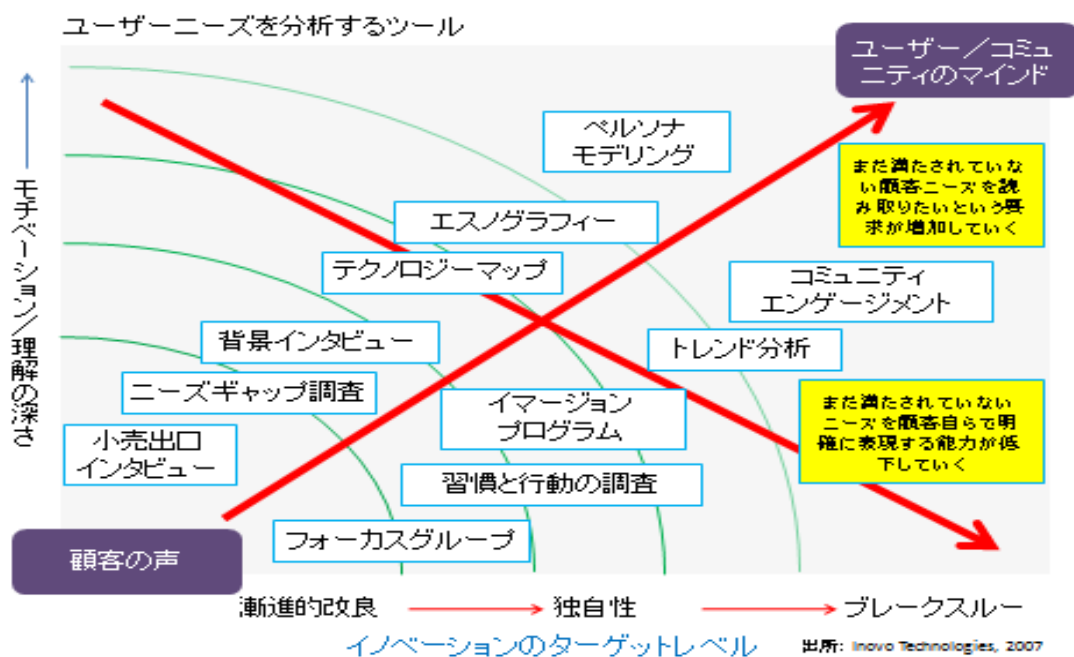 ユーザーニーズを分析するツール
ユーザー／コミュ
ニティのマインド
ペルソナ
モデリング
まだ満たされていな
い顧客ニーズを読
み取りたいという要
求が増加していく
エスノグラフィー
テクノロジーマップ
コミュニティ
エンゲージメント
背景インタビュー
トレンド分析
ニーズギャップ調査
イマージョン
プログラム
まだ満たされていない
ニーズを顧客自らで明
確に表現する能力が低
下していく
小売出口
インタビュー
習慣と行動の調査
フォーカスグループ
顧客の声
モチベーション／理解の深さ
漸進的改良
独自性
ブレークスルー
イノベーションのターゲットレベル
出所: Inovo Technologies, 2007